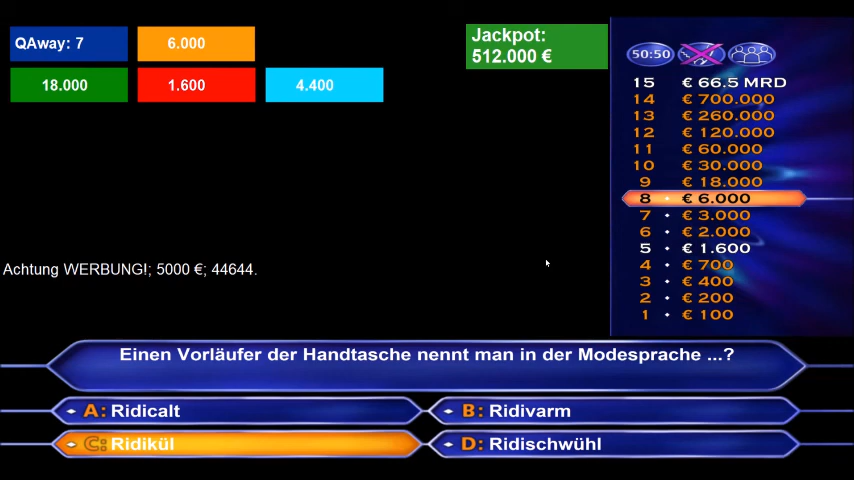 QAway: 7
6.000
18.000
1.600
4.400
Jackpot:
512.000 €
50:50
15 € 66.5 MRD
14 € 700.000
13 € 260.000
12 € 120.000
11 € 60.000
10 € 30.000
9 € 18.000
8 € 6.000
7 € 3.000
6 € 2.000
5 € 1.600
4 € 700
3 € 400
2 € 200
1 € 100
Achtung WERBUNG!; 5000 €; 44644.
Einen Vorläufer der Handtasche nennt man in der Modesprache ...?
A: Ridicalt
B: Ridivarm
C: Ridikül
D: Ridischwühl